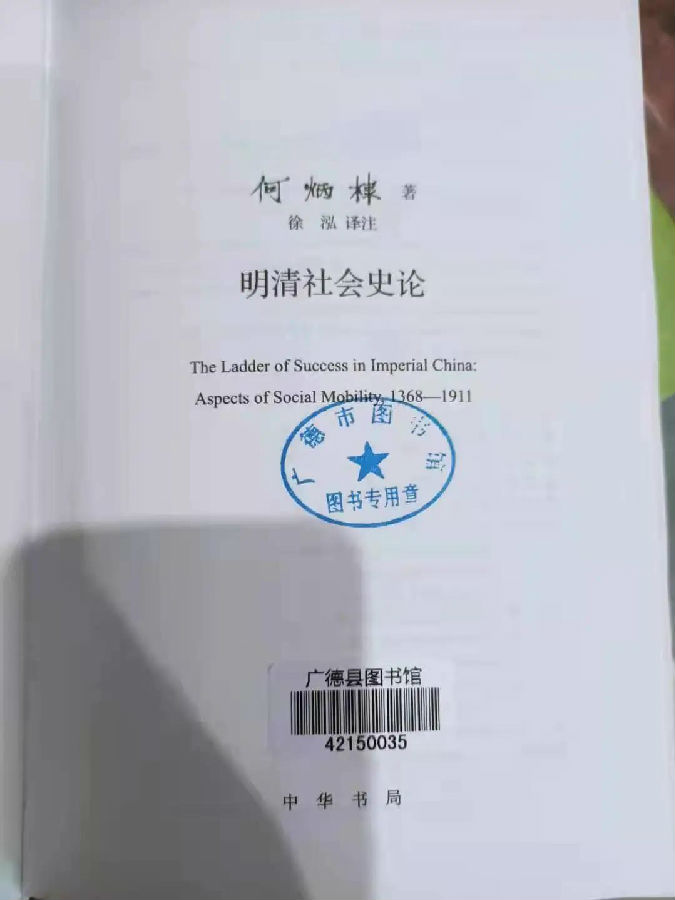 何炳棣 著
徐 泓 译注
明清社会史论
The Ladder of Success in Imperial China:
Aspects of Social Mobility, 1368—1911
广德市图书馆
图书专用章
广德县图书馆
42150035
中华书局